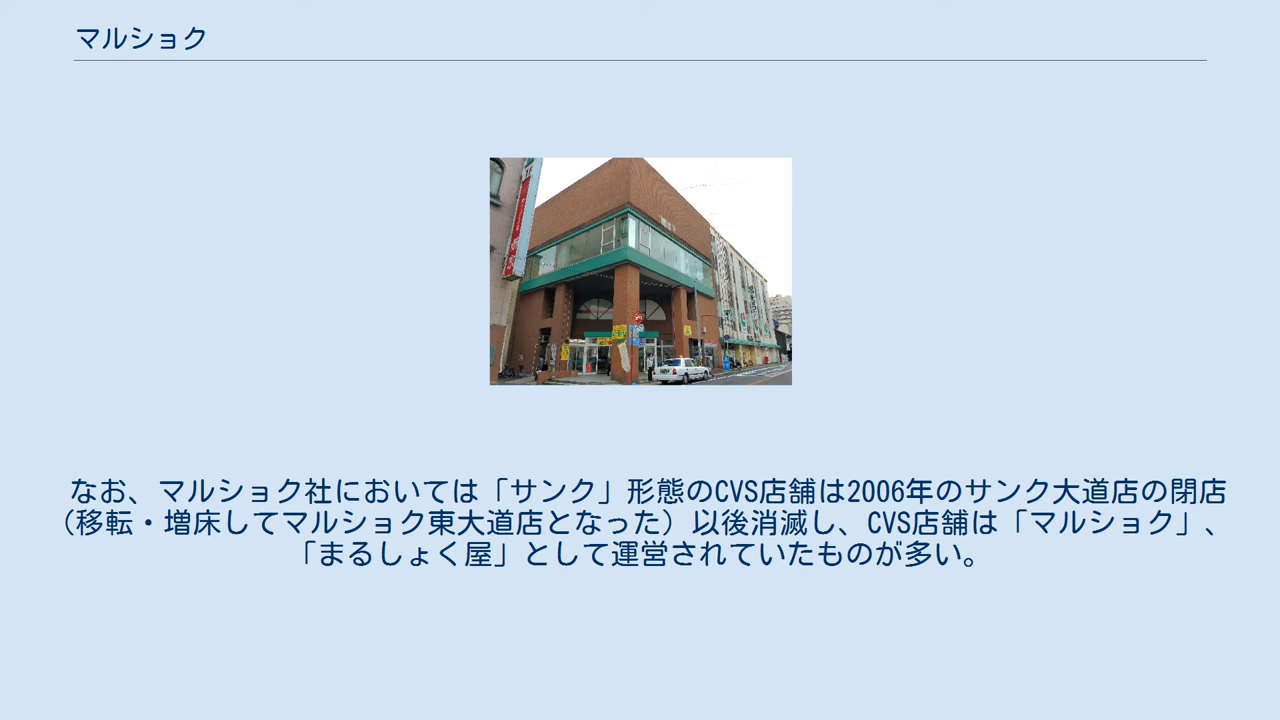 マルショク
なお、マルショク社においては「サンク」形態のCVS店舗は2006年のサンク大道店の閉店
（移転・増床してマルショク東大道店となった）以後消滅し、CVS店舗は「マルショク」、
「まるしょく屋」として運営されていたものが多い。